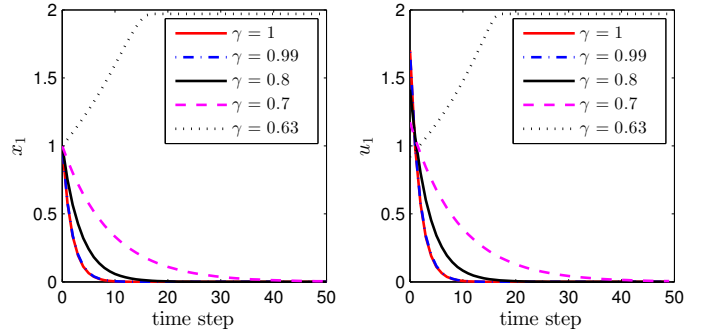 2
1.5
1
0.5
0
x₁
0 10 20 30 40 50
time step
γ = 1
γ = 0.99
γ = 0.8
γ = 0.7
γ = 0.63
2
1.5
1
0.5
0
u₁
0 10 20 30 40 50
time step
γ = 1
γ = 0.99
γ = 0.8
γ = 0.7
γ = 0.63